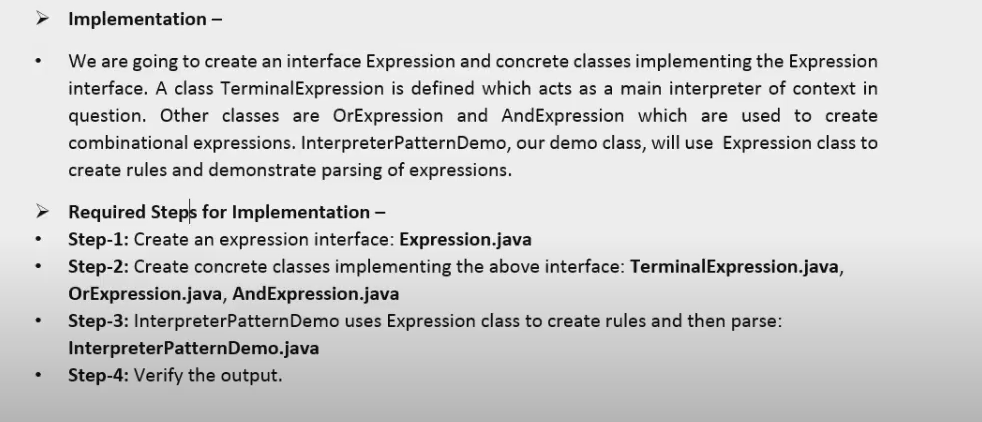 ➤ Implementation –
• We are going to create an interface Expression and concrete classes implementing the Expression
interface. A class TerminalExpression is defined which acts as a main interpreter of context in
question. Other classes are OrExpression and AndExpression which are used to create
combinational expressions. InterpreterPatternDemo, our demo class, will use Expression class to
create rules and demonstrate parsing of expressions.
➤ Required Steps for Implementation –
• Step-1: Create an expression interface: Expression.java
• Step-2: Create concrete classes implementing the above interface: TerminalExpression.java,
OrExpression.java, AndExpression.java
• Step-3: InterpreterPatternDemo uses Expression class to create rules and then parse:
InterpreterPatternDemo.java
• Step-4: Verify the output.